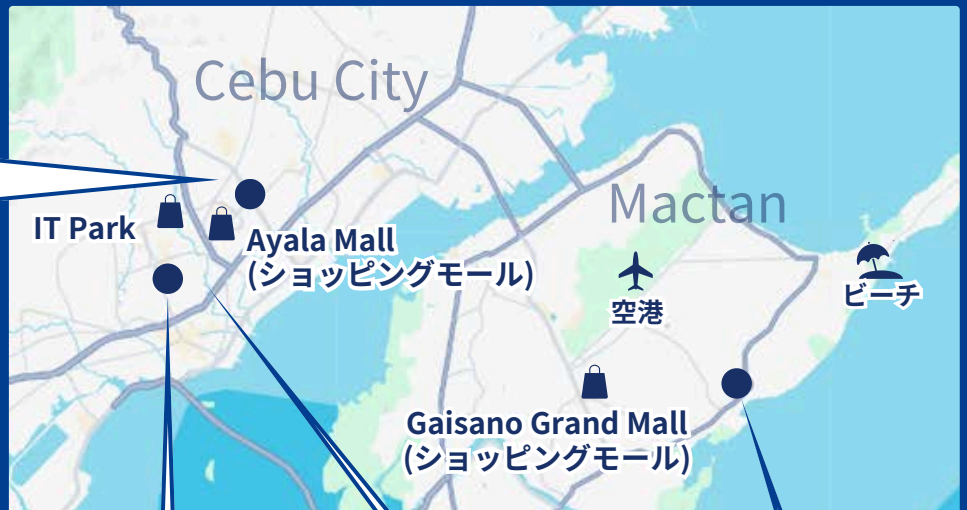 Cebu City
Mactan
IT Park
Ayala Mall
(ショッピングモール)
空港
ビーチ
Gaisano Grand Mall
(ショッピングモール)